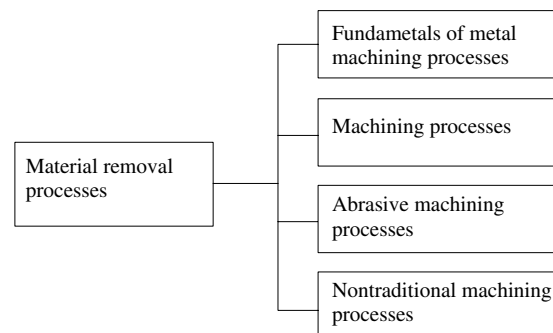 Fundametals of metal
machining processes
Machining processes
Material removal
processes
Abrasive machining
processes
Nontraditional machining
processes